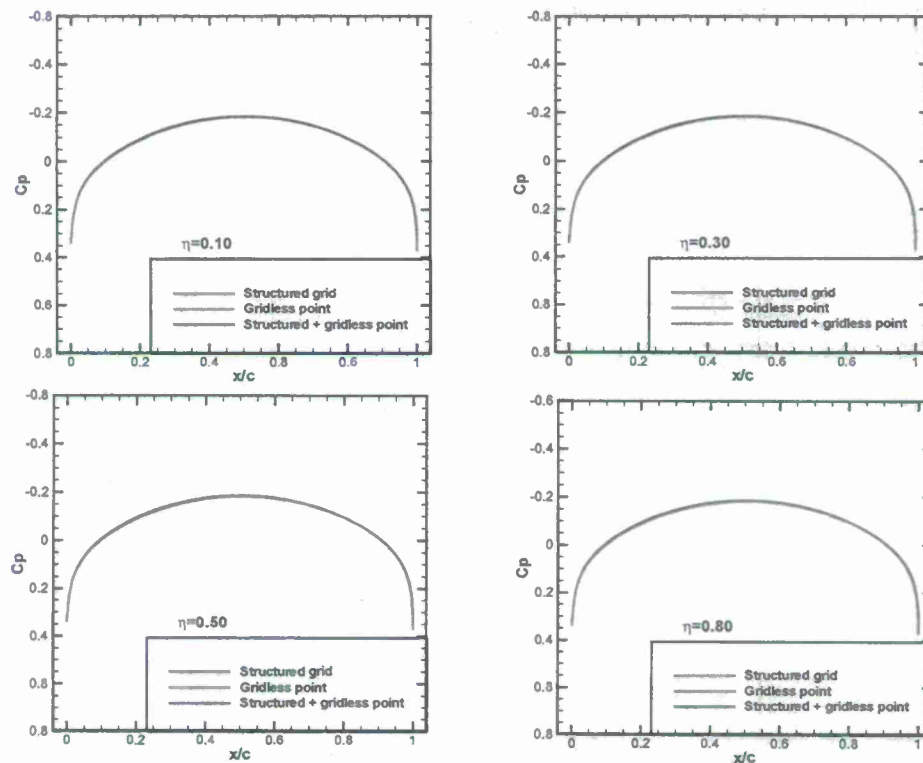 -0.8
-0.4
-0.2
0
0.2
0.4
0.8
0.8
Cp
η=0.10
Structured grid
Gridless point
Structured + gridless point
0 0.2 0.4 0.8 0.6 1
x/c
-0.8
-0.4
-0.2
0
0.2
0.4
0.6
0.8
Cp
η=0.30
Structured grid
Gridless point
Structured + gridless point
0 0.2 0.4 0.6 0.8 1
x/c
-0.8
-0.4
-0.2
0
0.2
0.4
0.6
0.8
Cp
η=0.50
Structured grid
Gridless point
Structured + gridless point
0 0.2 0.4 0.6 0.8 1
x/c
-0.6
-0.4
-0.2
0
0.2
0.4
0.6
0.8
Cp
η=0.80
Structured grid
Gridless point
Structured + gridless point
0 0.2 0.4 0.6 0.8 1
x/c